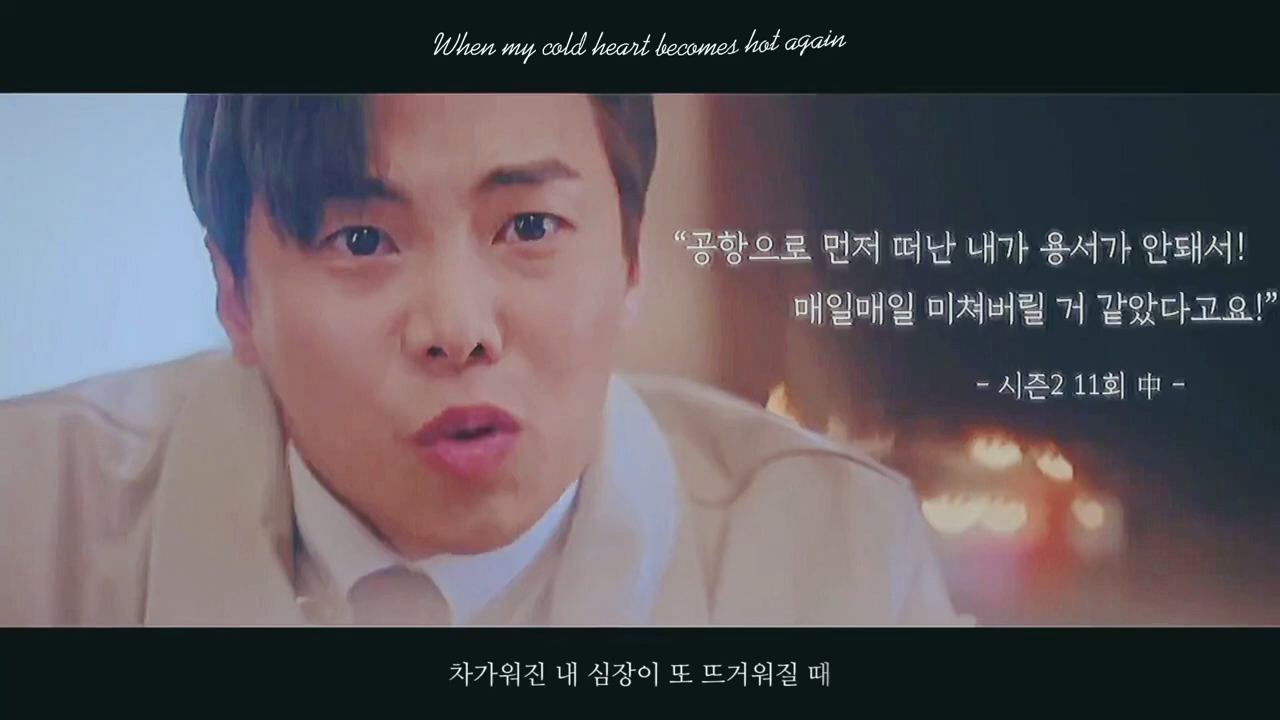 When my cold heart becomes hot again
“공항으로 먼저 떠난 내가 용서가 안돼서!
매일매일 미쳐버릴 거 같았다고요!”
- 시즌2 11회 中 -
차가워진 내 심장이 또 뜨거워질 때